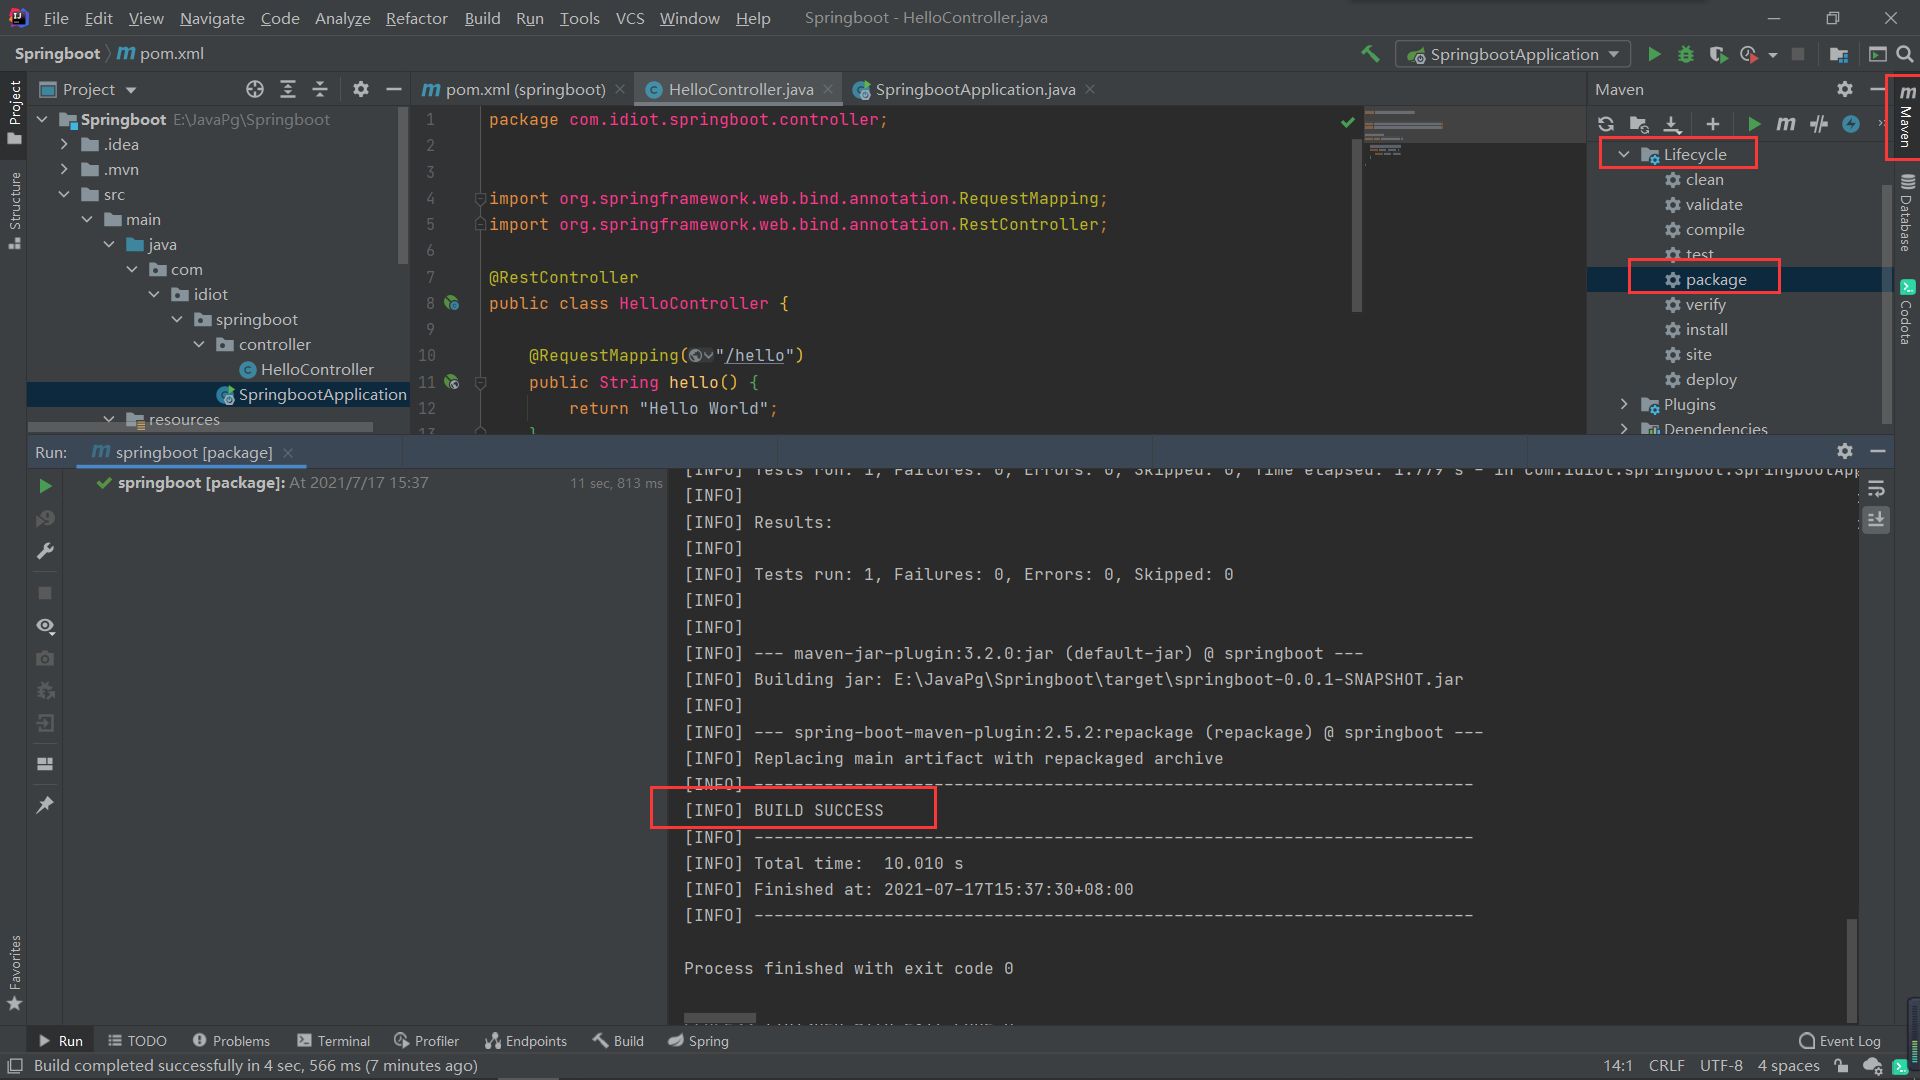 File Edit View Navigate Code Analyze Refactor Build Run Tools VCS Window Help Springboot - HelloController.java
Springboot pom.xml SpringbootApplication
Project pom.xml (springboot) HelloController.java SpringbootApplication.java Maven
Project
Structure
Favorites
Springboot E:\JavaPg\Springboot
.idea
.mvn
src
main
java
com
idiot
springboot
controller
HelloController
SpringbootApplication
resources
1 package com.idiot.springboot.controller;
2
3
4 import org.springframework.web.bind.annotation.RequestMapping;
5 import org.springframework.web.bind.annotation.RestController;
6
7 @RestController
8 public class HelloController {
9
10 @RequestMapping("/hello")
11 public String hello() {
12 return "Hello World";
13 }
Lifecycle
clean
validate
compile
test
package
verify
install
site
deploy
Plugins
Dependencies
Maven
Database
Codota
Run: springboot [package]
springboot [package]: At 2021/7/17 15:37 11 sec, 813 ms
[INFO] Tests run: 1, Failures: 0, Errors: 0, Skipped: 0, Time elapsed: 1.779 s - in com.idiot.springboot.SpringbootApp
[INFO]
[INFO] Results:
[INFO]
[INFO] Tests run: 1, Failures: 0, Errors: 0, Skipped: 0
[INFO]
[INFO]
[INFO] --- maven-jar-plugin:3.2.0:jar (default-jar) @ springboot ---
[INFO] Building jar: E:\JavaPg\Springboot\target\springboot-0.0.1-SNAPSHOT.jar
[INFO]
[INFO] --- spring-boot-maven-plugin:2.5.2:repackage (repackage) @ springboot ---
[INFO] Replacing main artifact with repackaged archive
[INFO] ------------------------------------------------------------------------
[INFO] BUILD SUCCESS
[INFO] ------------------------------------------------------------------------
[INFO] Total time:  10.010 s
[INFO] Finished at: 2021-07-17T15:37:30+08:00
[INFO] ------------------------------------------------------------------------
Process finished with exit code 0
Run TODO Problems Terminal Profiler Endpoints Build Spring Event Log
Build completed successfully in 4 sec, 566 ms (7 minutes ago) 14:1 CRLF UTF-8 4 spaces